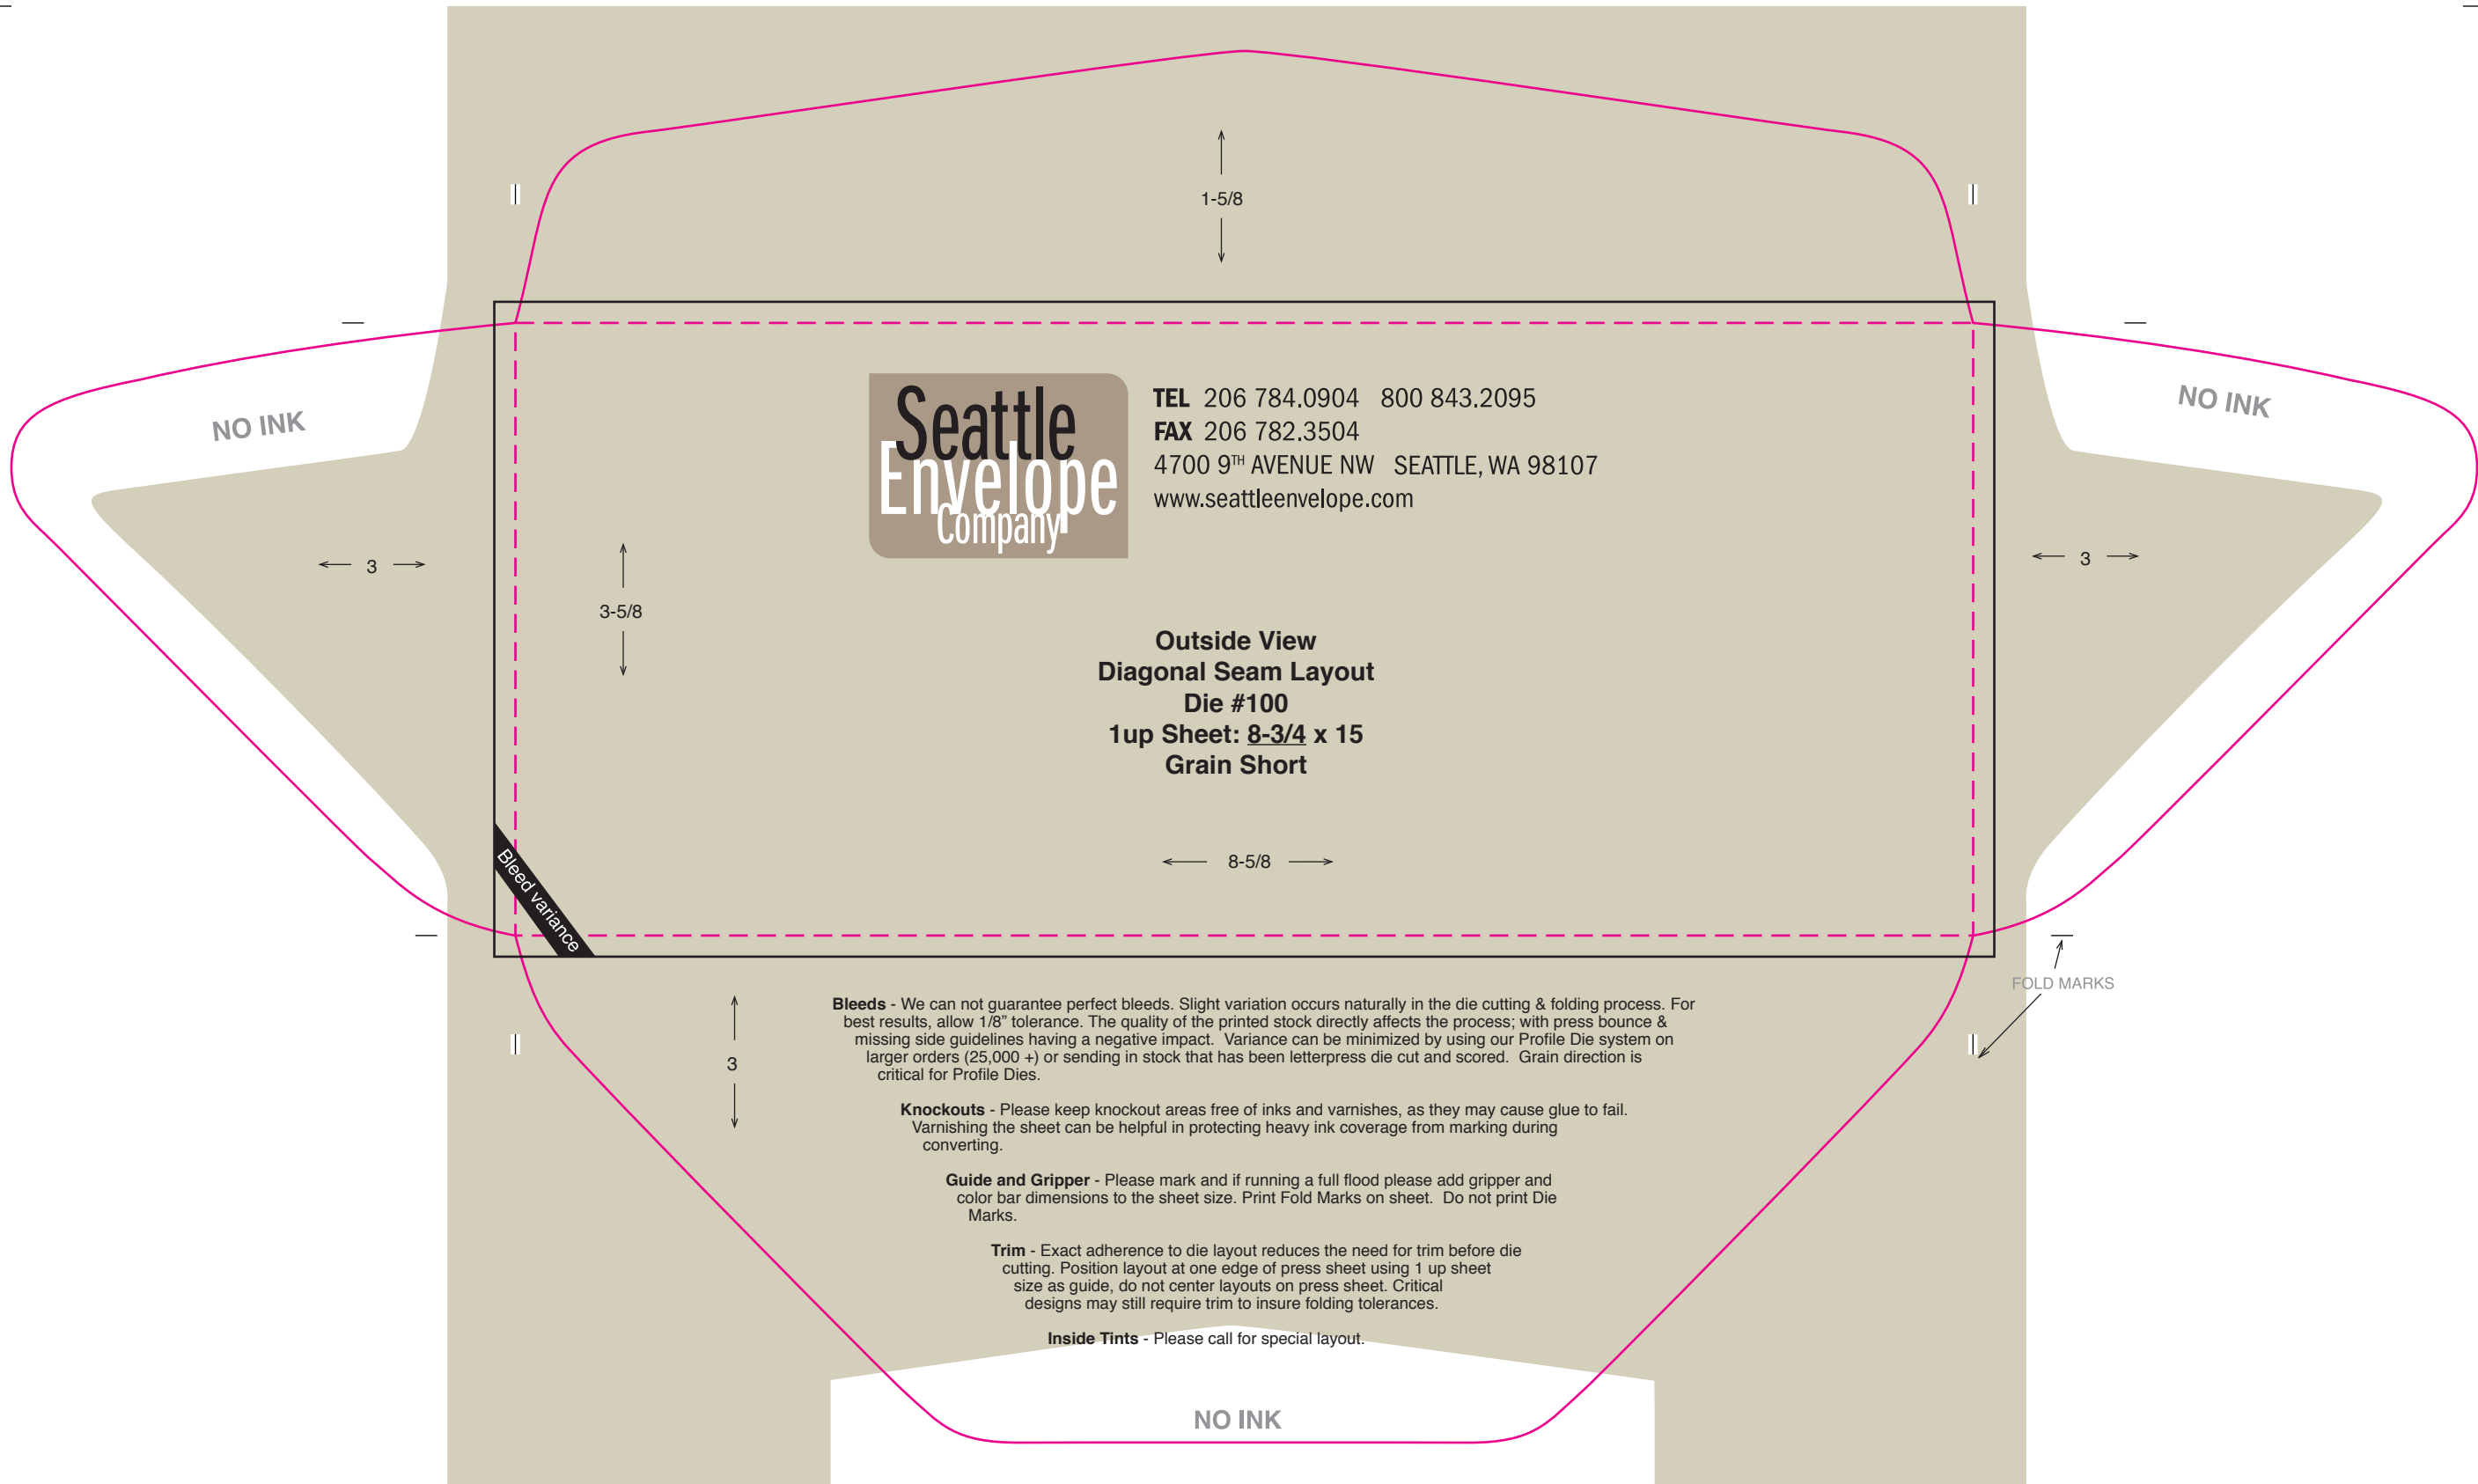 1-5/8
NO INK
NO INK
Seattle
Envelope
Company
TEL 206 784.0904 800 843.2095
FAX 206 782.3504
4700 9TH AVENUE NW SEATTLE, WA 98107
www.seattleenvelope.com
3
3
3-5/8
Outside View
Diagonal Seam Layout
Die #100
1up Sheet: 8-3/4 x 15
Grain Short
8-5/8
Bleed variance
FOLD MARKS
3
Bleeds - We can not guarantee perfect bleeds. Slight variation occurs naturally in the die cutting & folding process. For
best results, allow 1/8” tolerance. The quality of the printed stock directly affects the process; with press bounce &
missing side guidelines having a negative impact. Variance can be minimized by using our Profile Die system on
larger orders (25,000 +) or sending in stock that has been letterpress die cut and scored. Grain direction is
critical for Profile Dies.
Knockouts - Please keep knockout areas free of inks and varnishes, as they may cause glue to fail.
Varnishing the sheet can be helpful in protecting heavy ink coverage from marking during
converting.
Guide and Gripper - Please mark and if running a full flood please add gripper and
color bar dimensions to the sheet size. Print Fold Marks on sheet. Do not print Die
Marks.
Trim - Exact adherence to die layout reduces the need for trim before die
cutting. Position layout at one edge of press sheet using 1 up sheet
size as guide, do not center layouts on press sheet. Critical
designs may still require trim to insure folding tolerances.
Inside Tints - Please call for special layout.
NO INK